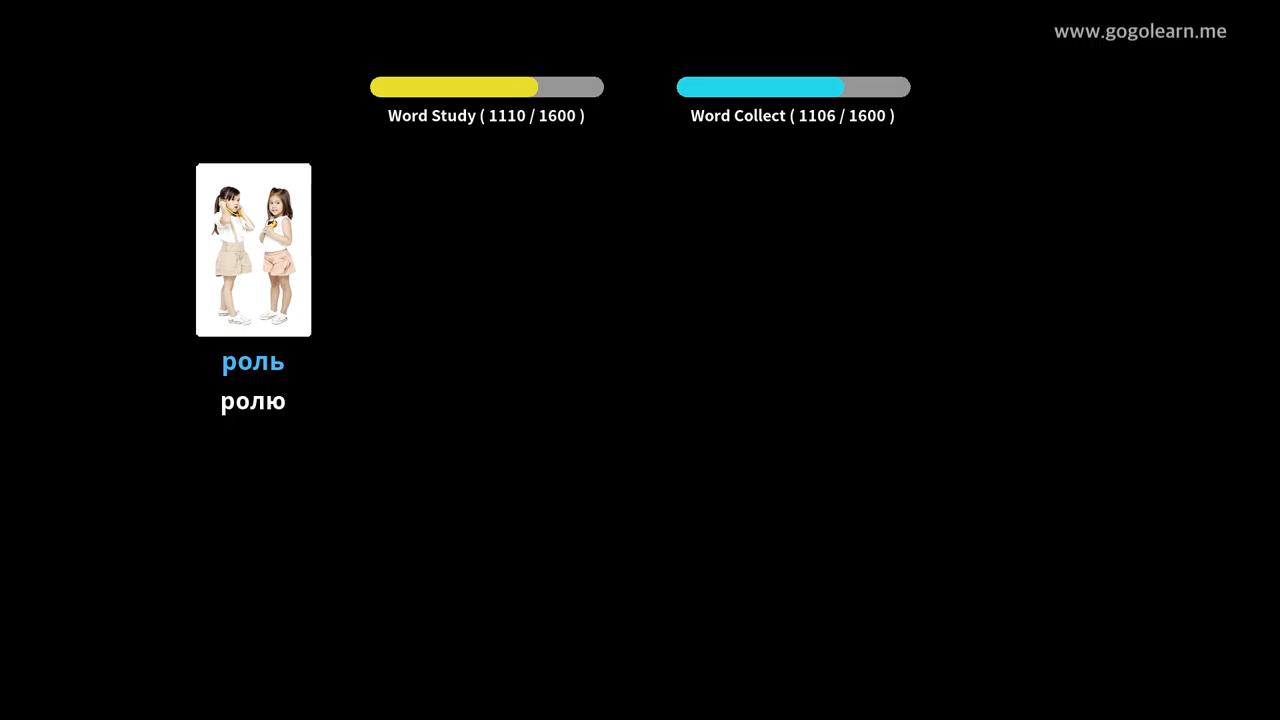 www.gogolearn.me
Word Study ( 1110 / 1600 )
Word Collect ( 1106 / 1600 )
роль
ролю